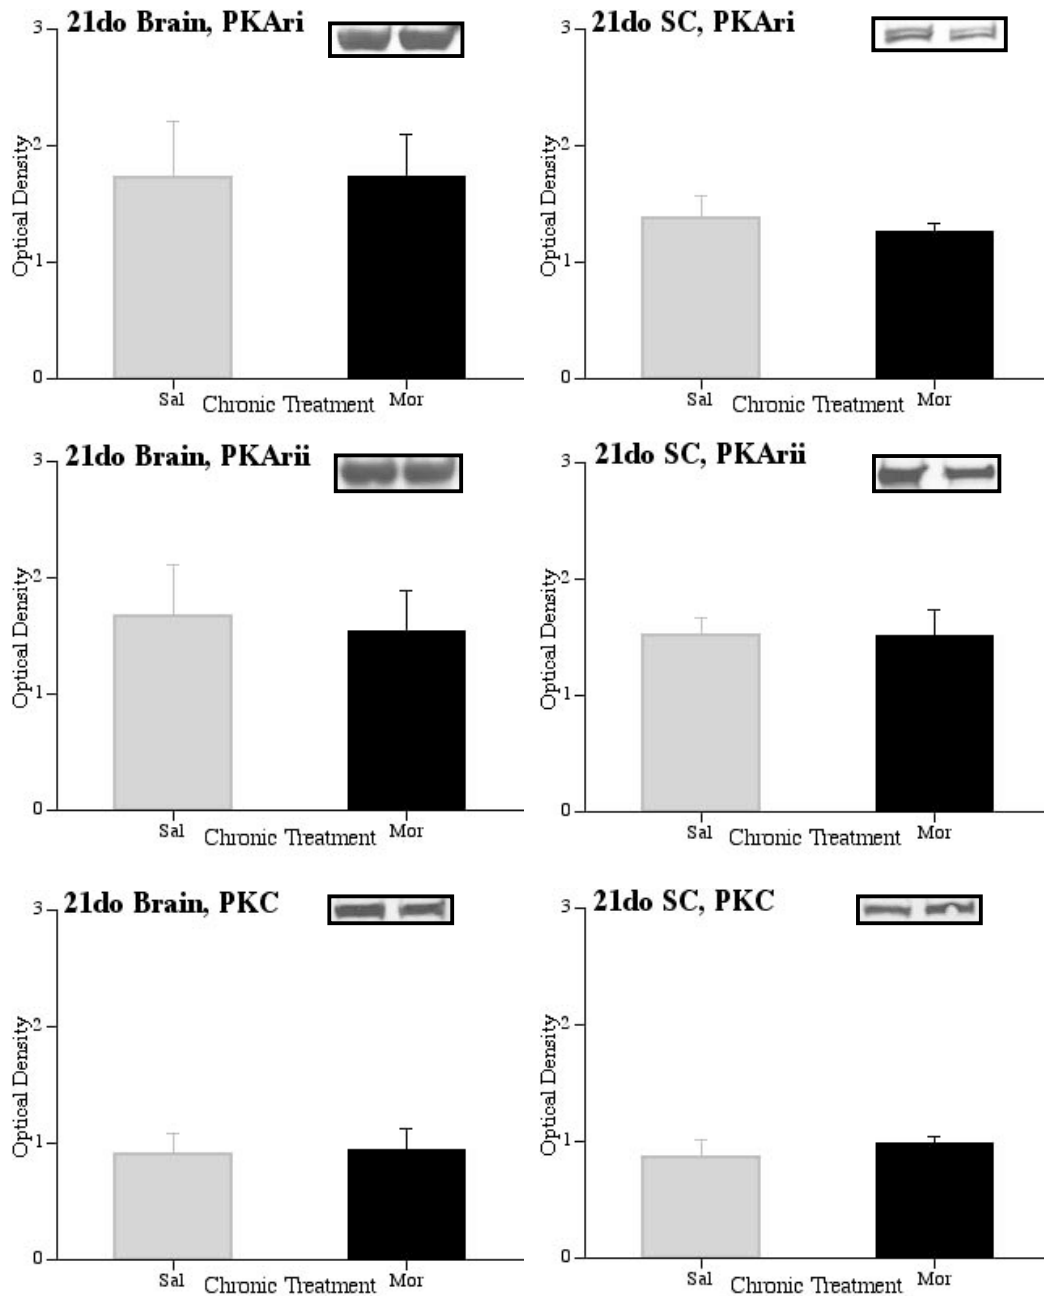 21do Brain, PKAri
3
2
1
0
Optical Density
Sal
Chronic Treatment
Mor
21do SC, PKAri
3
2
1
0
Optical Density
Sal
Chronic Treatment
Mor
21do Brain, PKArii
3
2
1
0
Optical Density
Sal
Chronic Treatment
Mor
21do SC, PKArii
3
2
1
0
Optical Density
Sal
Chronic Treatment
Mor
21do Brain, PKC
3
2
1
0
Optical Density
Sal
Chronic Treatment
Mor
21do SC, PKC
3
2
1
0
Optical Density
Sal
Chronic Treatment
Mor